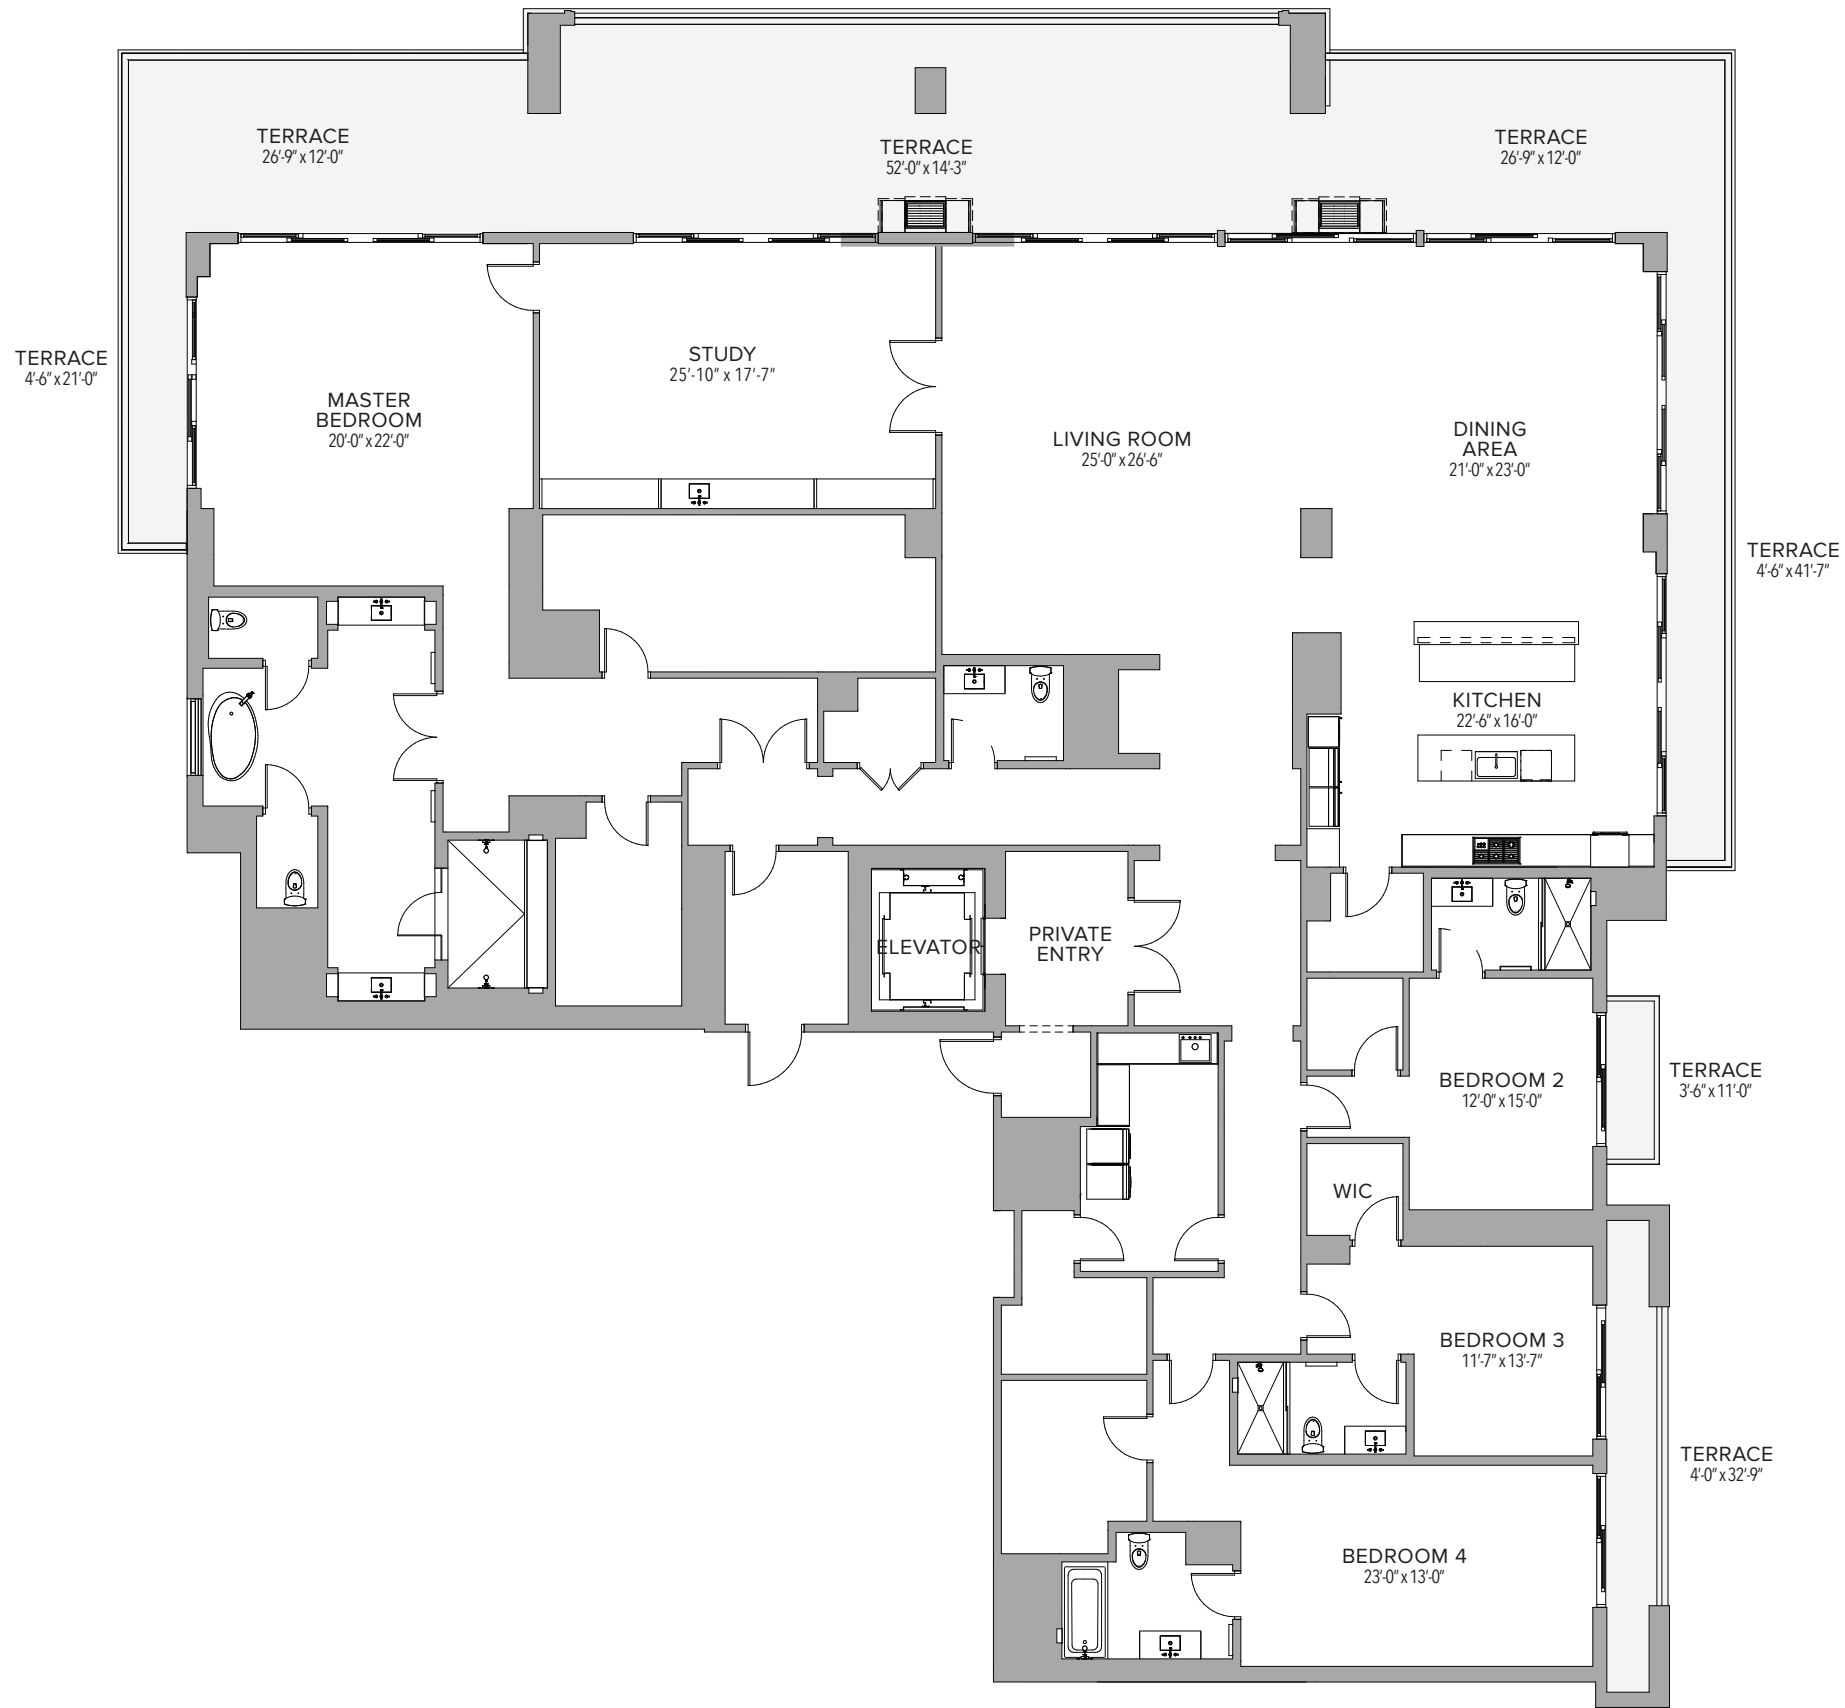 TERRACE
26'-9" x 12'-0"
TERRACE
52'-0" x 14'-3"
TERRACE
26'-9" x 12'-0"
TERRACE
4'-6" x 21'-0"
STUDY
25'-10" x 17'-7"
MASTER
BEDROOM
20'-0" x 22'-0"
LIVING ROOM
25'-0" x 26'-6"
DINING
AREA
21'-0" x 23'-0"
TERRACE
4'-6" x 41'-7"
KITCHEN
22'-6" x 16'-0"
ELEVATOR
PRIVATE
ENTRY
BEDROOM 2
12'-0" x 15'-0"
TERRACE
3'-6" x 11'-0"
WIC
BEDROOM 3
11'-7" x 13'-7"
TERRACE
4'-0" x 32'-9"
BEDROOM 4
23'-0" x 13'-0"